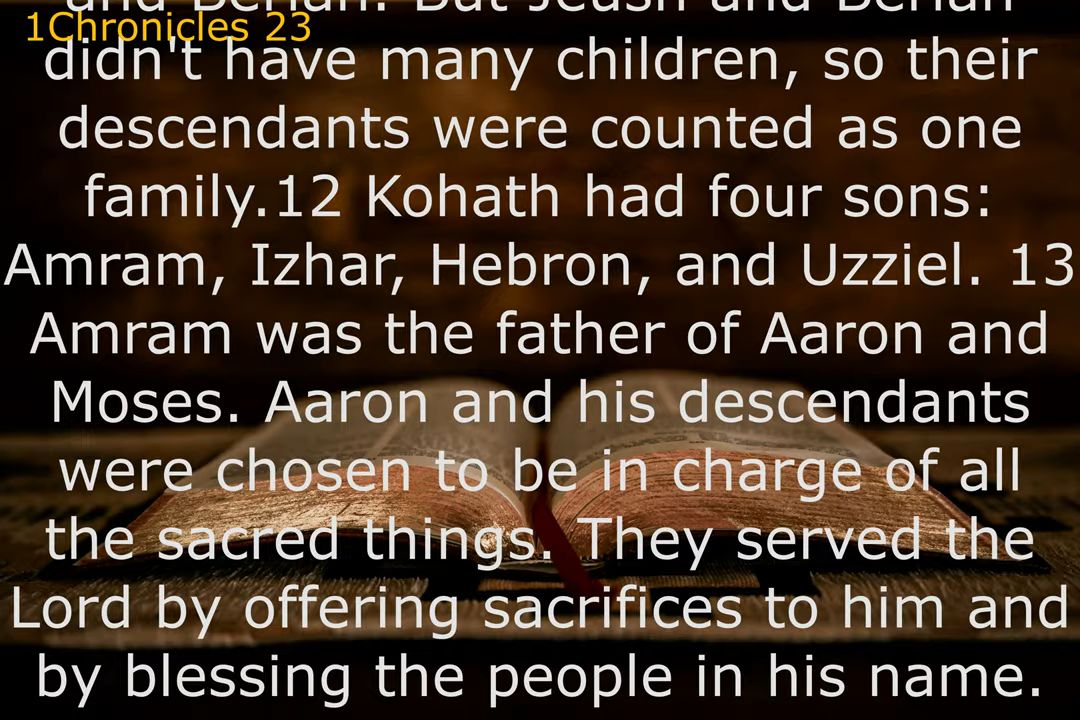 1Chronicles 23
and Beriah. But Jeush and Beriah
didn't have many children, so their
descendants were counted as one
family.12 Kohath had four sons:
Amram, Izhar, Hebron, and Uzziel. 13
Amram was the father of Aaron and
Moses. Aaron and his descendants
were chosen to be in charge of all
the sacred things. They served the
Lord by offering sacrifices to him and
by blessing the people in his name.